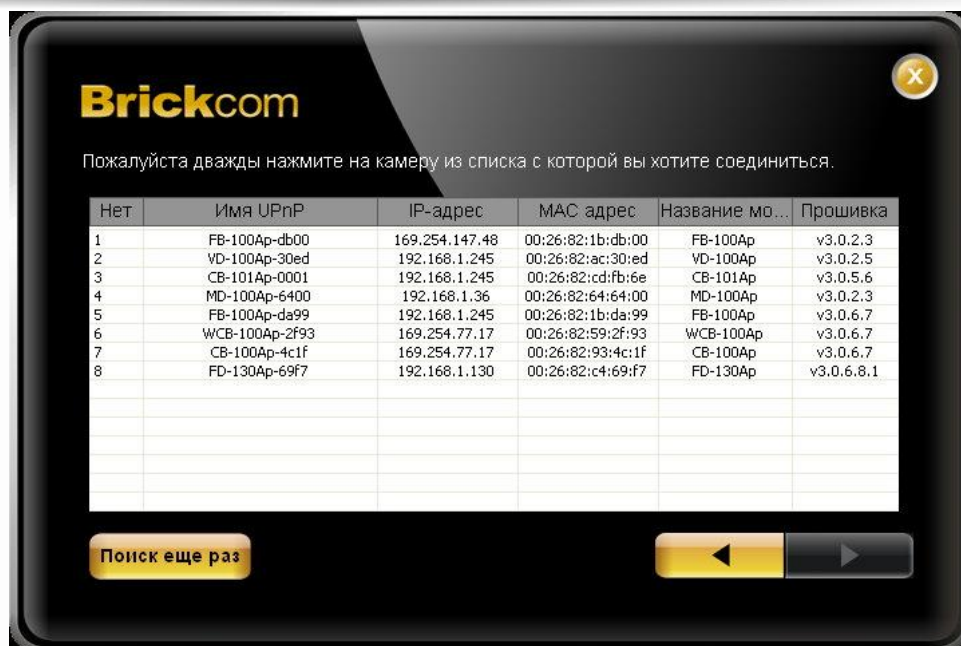 X
Brickcom
Пожалуйста дважды нажмите на камеру из списка с которой вы хотите соединиться.
Нет Имя UPnP IP-адрес MAC адрес Название мо... Прошивка
1 FB-100Ap-db00 169.254.147.48 00:26:82:1b:db:00 FB-100Ap v3.0.2.3
2 VD-100Ap-30ed 192.168.1.245 00:26:82:ac:30:ed VD-100Ap v3.0.2.5
3 CB-101Ap-0001 192.168.1.245 00:26:82:cd:fb:6e CB-101Ap v3.0.5.6
4 MD-100Ap-6400 192.168.1.36 00:26:82:64:64:00 MD-100Ap v3.0.2.3
5 FB-100Ap-da99 192.168.1.245 00:26:82:1b:da:99 FB-100Ap v3.0.6.7
6 WCB-100Ap-2f93 169.254.77.17 00:26:82:59:2f:93 WCB-100Ap v3.0.6.7
7 CB-100Ap-4c1f 169.254.77.17 00:26:82:93:4c:1f CB-100Ap v3.0.6.7
8 FD-130Ap-69f7 192.168.1.130 00:26:82:c4:69:f7 FD-130Ap v3.0.6.8.1
Поиск еще раз